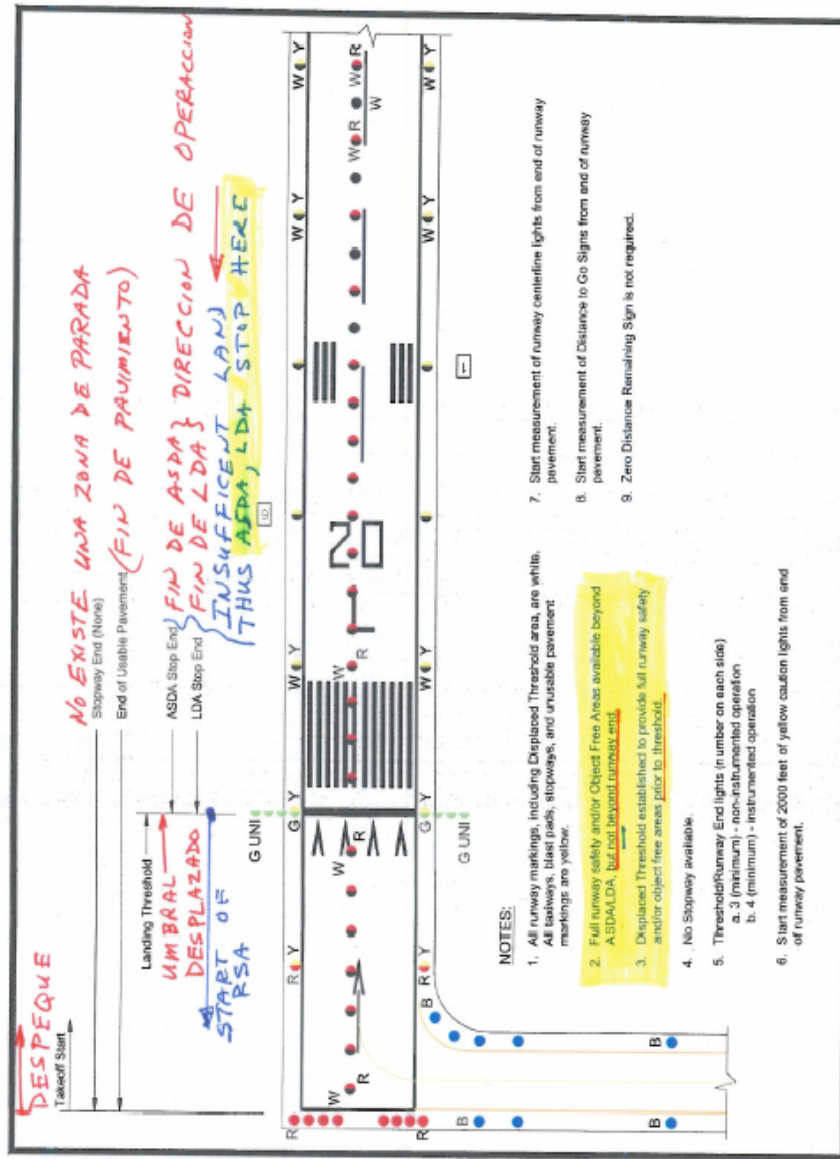 DESPEQUE
Takeoff Start
NO EXISTE UNA ZONA DE PARADA
Stopway End (None)
End of Usable Pavement (FIN DE PAVIMIENTO)
Landing Threshold
UMBRAL
DESPLAZADO
START OF
RSA
ASDA Stop End } FIN DE ASDA } DIRECCION DE OPERACCION
LDA Stop End } FIN DE LDA }
INSUFFICENT LAND
THUS ASDA, LDA STOP HERE
G UNI
R R Y G Y W Y W Y W Y
W W W W R W R
R R R W
20
L
R R Y G Y W Y W Y W Y
B
G UNI
1
B B
NOTES:
1. All runway markings, including Displaced Threshold area, are white.
All taxiways, blast pads, stopways, and unusable pavement
markings are yellow.
2. Full runway safety and/or Object Free Areas available beyond
ASDA/LDA, but not beyond runway end.
3. Displaced Threshold established to provide full runway safety
and/or object free areas prior to threshold.
4. No Stopway available.
5. Threshold/Runway End lights (number on each side)
a. 3 (minimum) - non-instrumented operation
b. 4 (minimum) - instrumented operation
6. Start measurement of 2000 feet of yellow caution lights from end
of runway pavement.
7. Start measurement of runway centerline lights from end of runway
pavement.
8. Start measurement of Distance to Go Signs from end of runway
pavement.
9. Zero Distance Remaining Sign is not required.